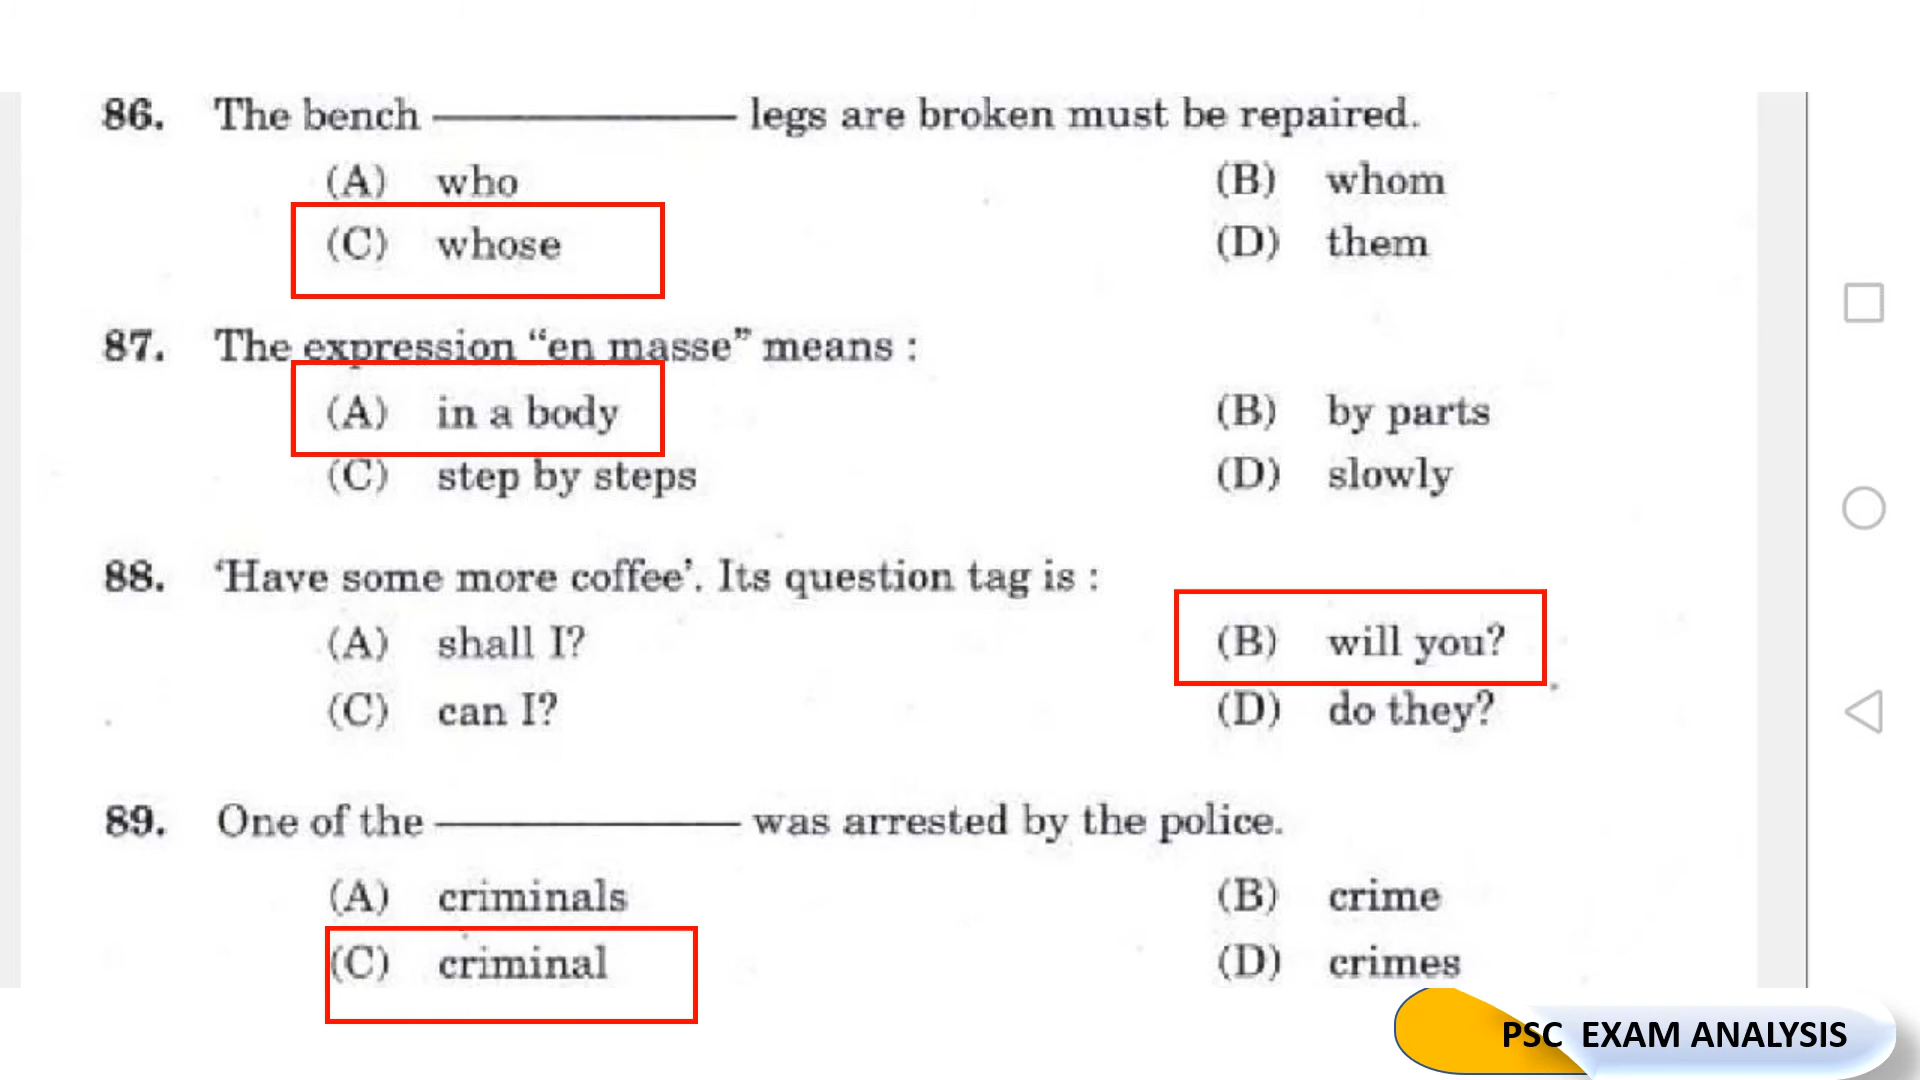 86. The bench ———————— legs are broken must be repaired.
(A) who (B) whom
(C) whose (D) them
87. The expression “en masse” means :
(A) in a body (B) by parts
(C) step by steps (D) slowly
88. ‘Have some more coffee’. Its question tag is :
(A) shall I? (B) will you?
(C) can I? (D) do they?
89. One of the ———————— was arrested by the police.
(A) criminals (B) crime
(C) criminal (D) crimes
PSC EXAM ANALYSIS